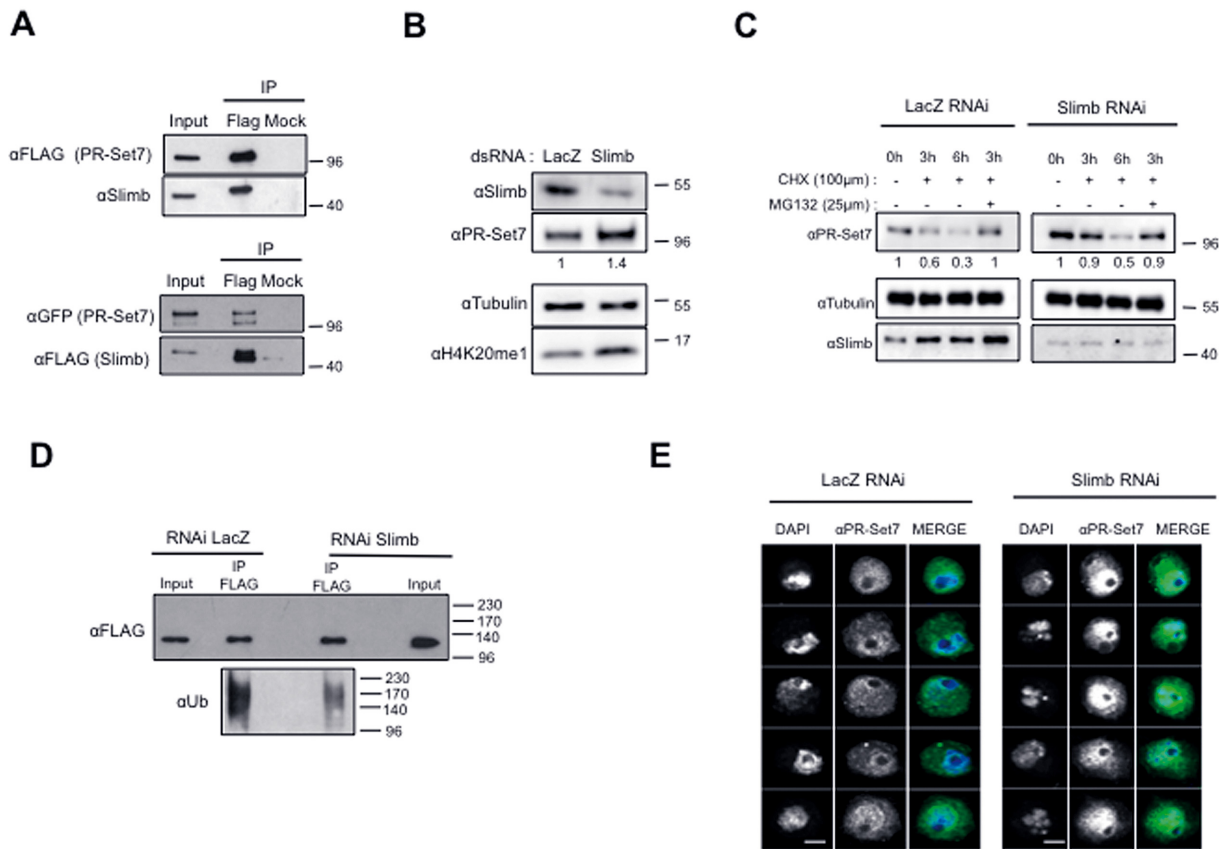 A
IP
Input Flag Mock
αFLAG (PR-Set7) 96
αSlimb 40
IP
Input Flag Mock
αGFP (PR-Set7) 96
αFLAG (Slimb) 40
B
dsRNA : LacZ Slimb
αSlimb 55
αPR-Set7 96
1 1.4
αTubulin 55
αH4K20me1 17
C
LacZ RNAi Slimb RNAi
0h 3h 6h 3h 0h 3h 6h 3h
CHX (100μm) : - + + + - + + +
MG132 (25μm) : + +
αPR-Set7 96
1 0.6 0.3 1 1 0.9 0.5 0.9
αTubulin 55
αSlimb 40
D
RNAi LacZ RNAi Slimb
Input IP FLAG IP FLAG Input
αFLAG 230
170
140
96
αUb 230
170
140
96
E
LacZ RNAi Slimb RNAi
DAPI αPR-Set7 MERGE DAPI αPR-Set7 MERGE